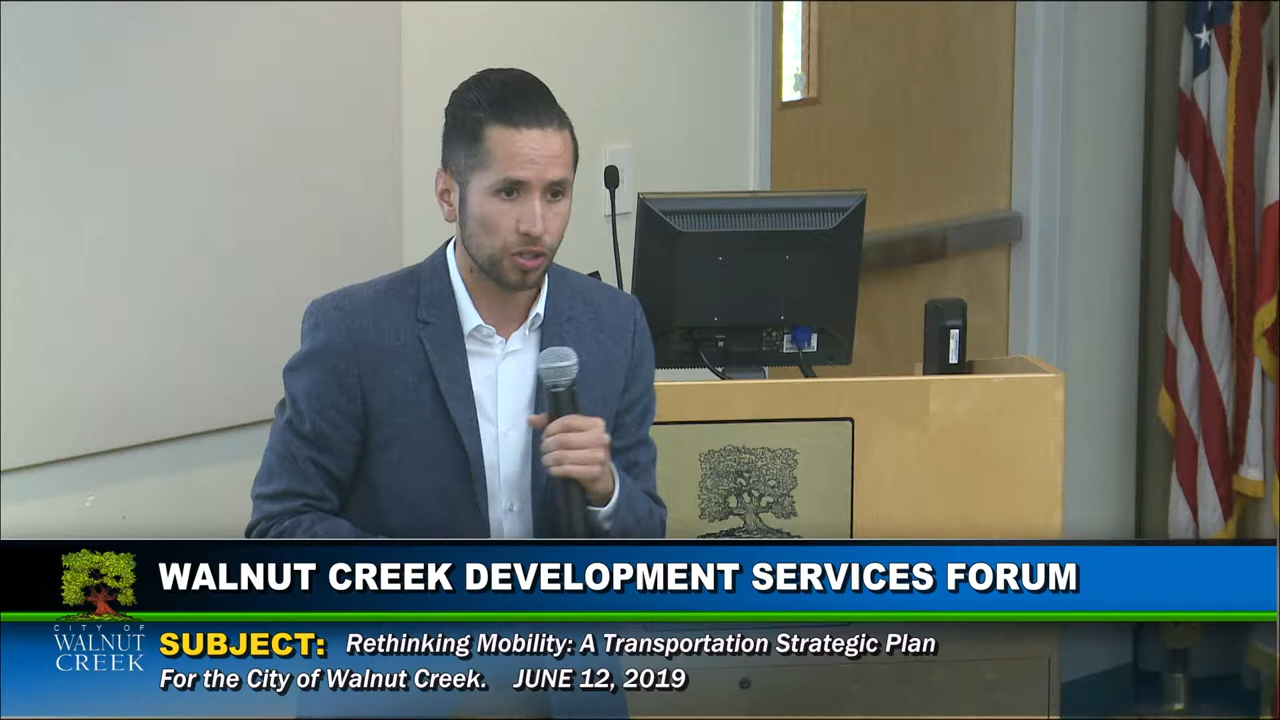 WALNUT CREEK DEVELOPMENT SERVICES FORUM
CITY OF
WALNUT
CREEK
SUBJECT: Rethinking Mobility: A Transportation Strategic Plan
For the City of Walnut Creek. JUNE 12, 2019